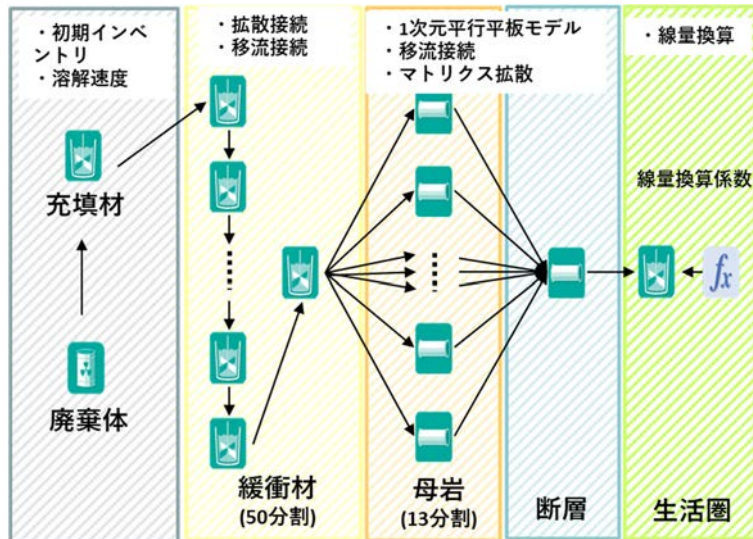 ・初期インベ
ントリ
・溶解速度
・拡散接続
・移流接続
・1次元平行平板モデル
・移流接続
・マトリクス拡散
・線量換算
充填材
線量換算係数
fx
廃棄体
緩衝材
(50分割)
母岩
(13分割)
断層
生活圏